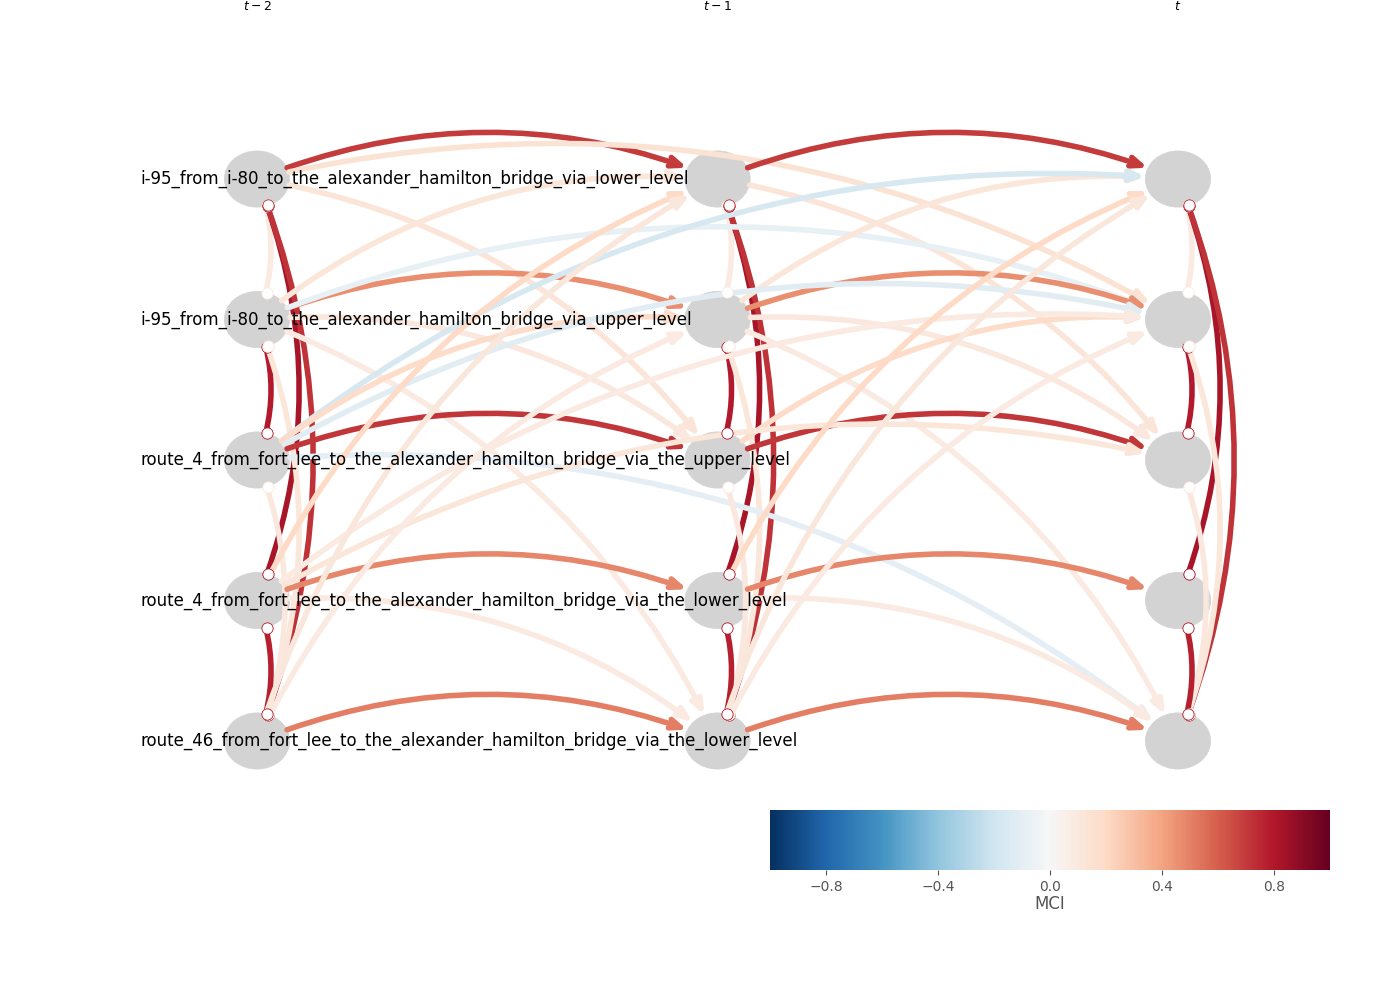 t − 2 t − 1 t
i-95_from_i-80_to_the_alexander_hamilton_bridge_via_lower_level
i-95_from_i-80_to_the_alexander_hamilton_bridge_via_upper_level
route_4_from_fort_lee_to_the_alexander_hamilton_bridge_via_the_upper_level
route_4_from_fort_lee_to_the_alexander_hamilton_bridge_via_the_lower_level
route_46_from_fort_lee_to_the_alexander_hamilton_bridge_via_the_lower_level
−0.8 −0.4 0.0 0.4 0.8
MCI